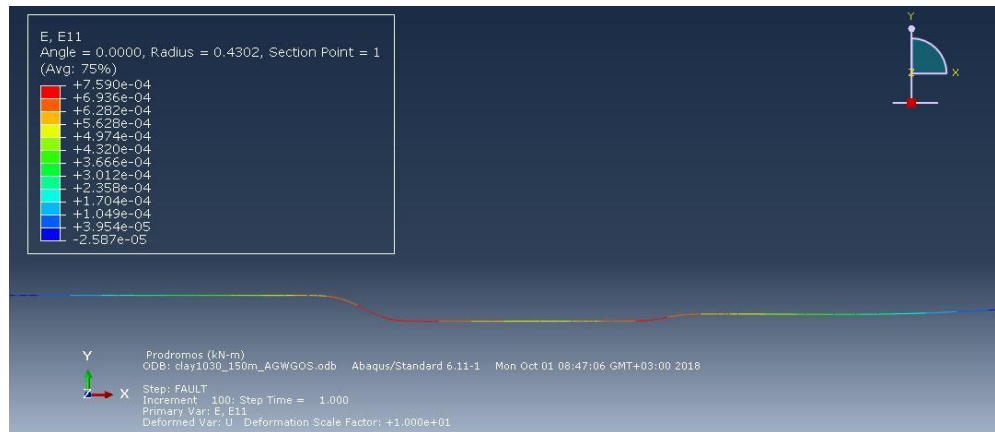 E, E11
Angle = 0.0000, Radius = 0.4302, Section Point = 1
(Avg: 75%)
+7.590e-04
+6.936e-04
+6.282e-04
+5.628e-04
+4.974e-04
+4.320e-04
+3.666e-04
+3.012e-04
+2.358e-04
+1.704e-04
+1.049e-04
+3.954e-05
-2.587e-05
Y
Z
X
Y
Z
X
Prodromos (kN-m)
ODB: clay1030_150m_AGWGOS.odb Abaqus/Standard 6.11-1 Mon Oct 01 08:47:06 GMT+03:00 2018
Step: FAULT
Increment 100: Step Time = 1.000
Primary Var: E, E11
Deformed Var: U Deformation Scale Factor: +1.000e+01